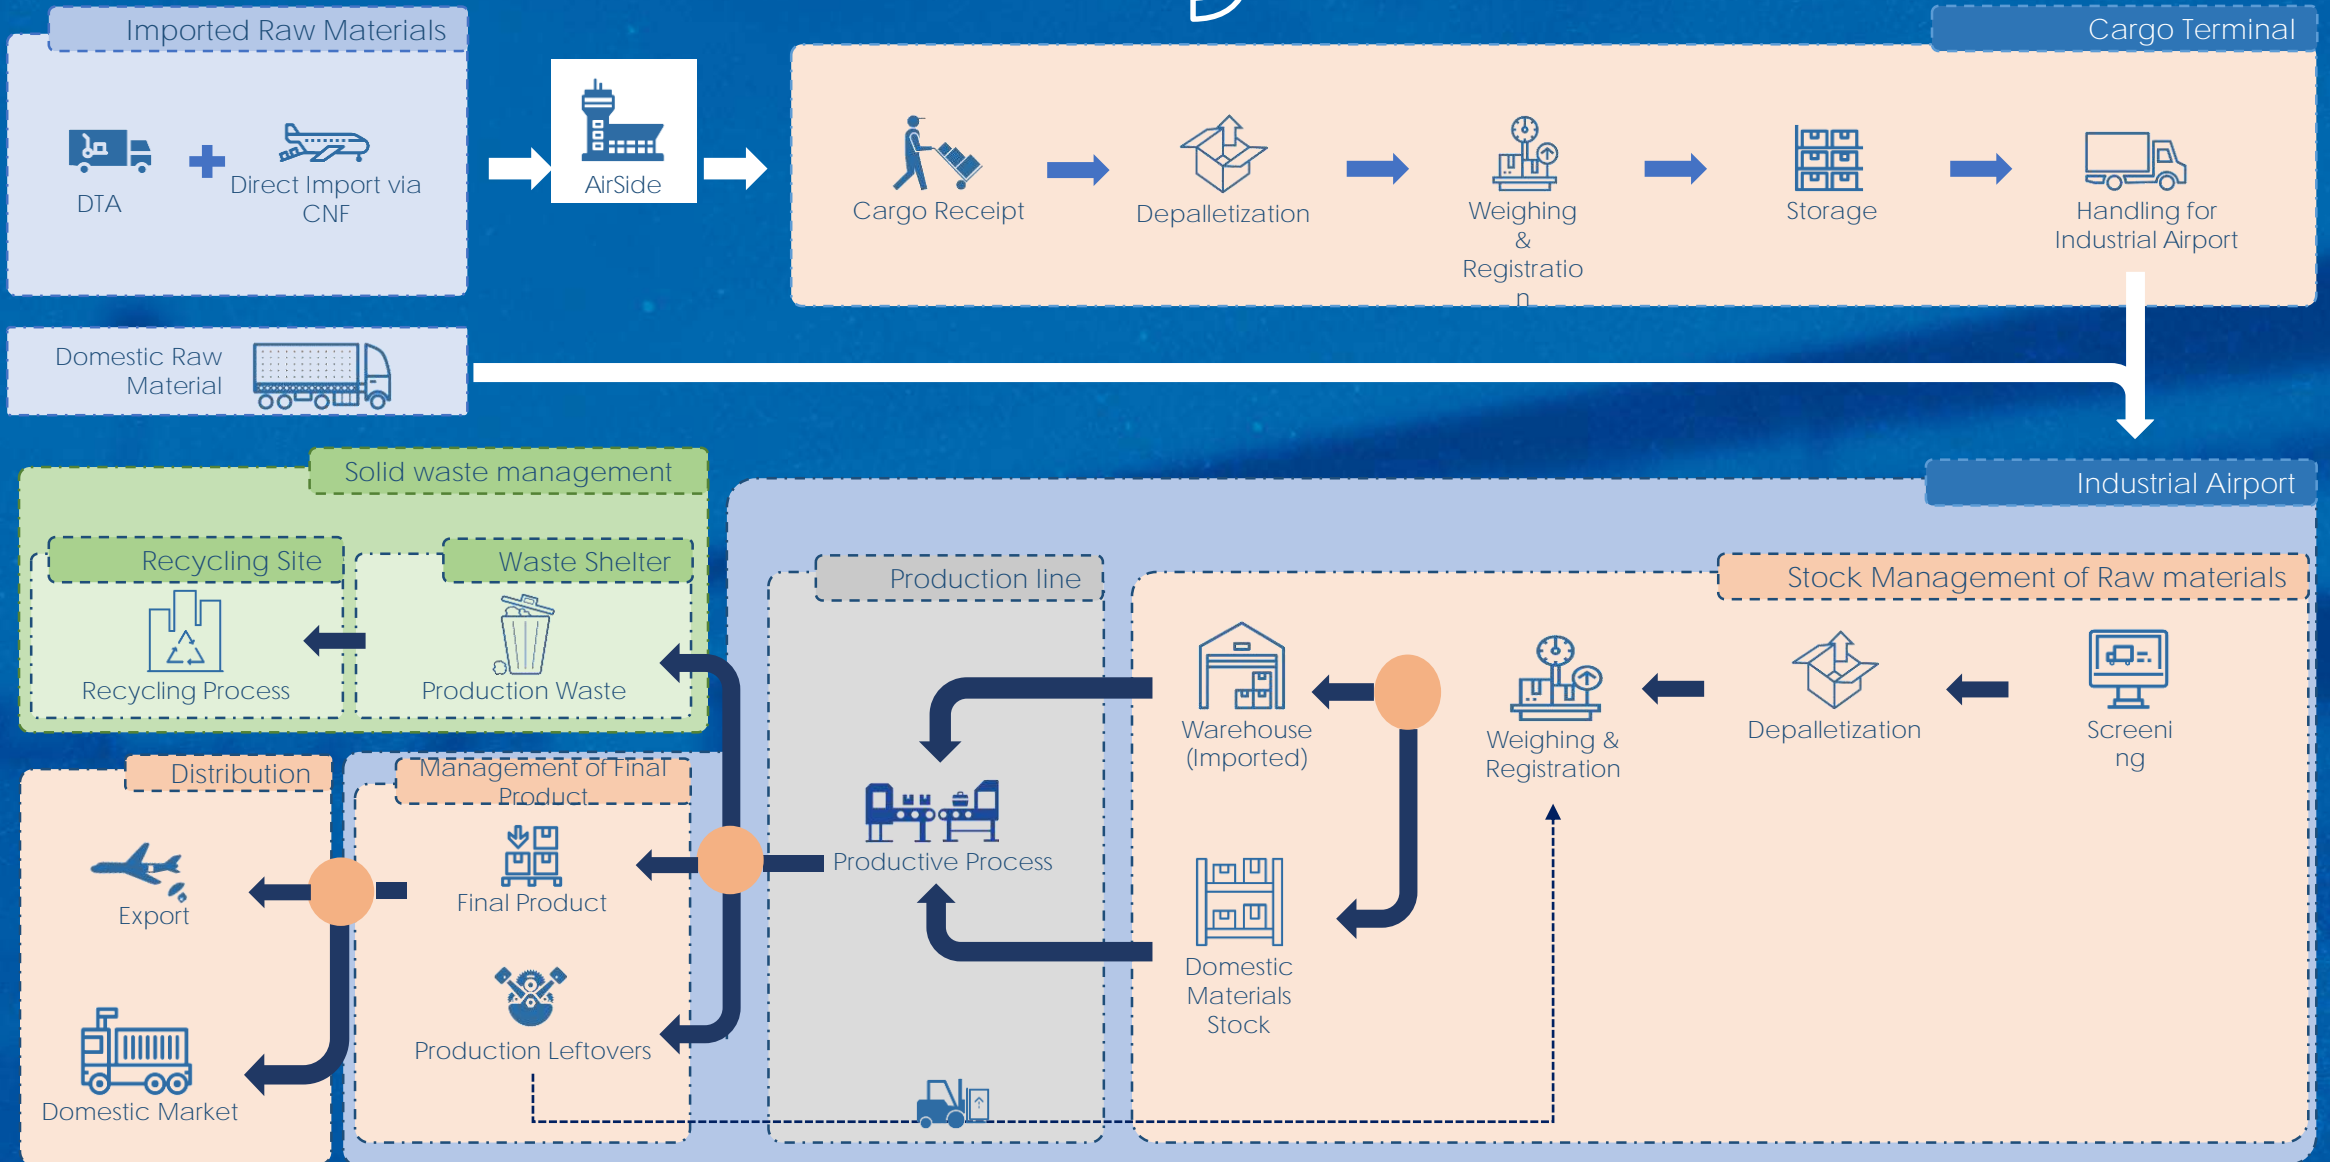 Imported Raw Materials
DTA
Direct Import via
CNF
AirSide
Cargo Terminal
Cargo Receipt
Depalletization
Weighing
&
Registratio
n
Storage
Handling for
Industrial Airport
Domestic Raw
Material
Solid waste management
Recycling Site
Recycling Process
Waste Shelter
Production Waste
Industrial Airport
Production line
Productive Process
Stock Management of Raw materials
Warehouse
(Imported)
Weighing &
Registration
Depalletization
Screeni
ng
Domestic
Materials
Stock
Distribution
Export
Domestic Market
Management of Final
Product
Final Product
Production Leftovers